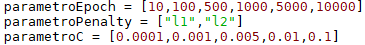 parametroEpoch = [10,100,500,1000,5000,10000]
parametroPenalty = ["l1","l2"]
parametroC = [0.0001,0.001,0.005,0.01,0.1]